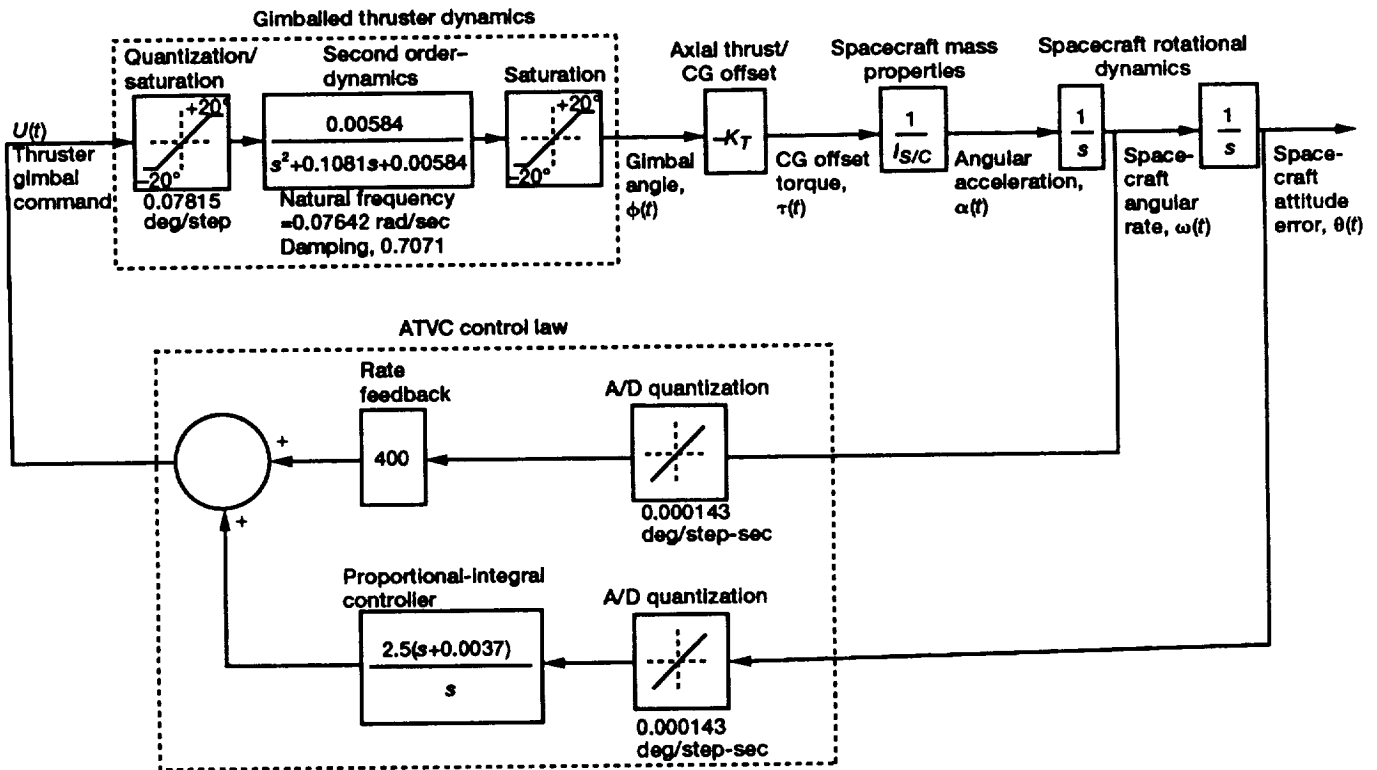 Gimballed thruster dynamics
Quantization/
saturation
+20°
−20°
0.07815
deg/step
Second order–
dynamics
0.00584
s²+0.1081s+0.00584
Natural frequency
=0.07642 rad/sec
Damping, 0.7071
Saturation
+20°
−20°
Axial thrust/
CG offset
–K_T
Spacecraft mass
properties
1
I_S/C
Spacecraft rotational
dynamics
1
s
1
s
U(t)
Thruster
gimbal
command
Gimbal
angle,
ϕ(t)
CG offset
torque,
τ(t)
Angular
acceleration,
α(t)
Space-
craft
angular
rate, ω(t)
Space-
craft
attitude
error, θ(t)
ATVC control law
Rate
feedback
400
+
+
A/D quantization
0.000143
deg/step-sec
Proportional-integral
controller
2.5(s+0.0037)
s
A/D quantization
0.000143
deg/step-sec